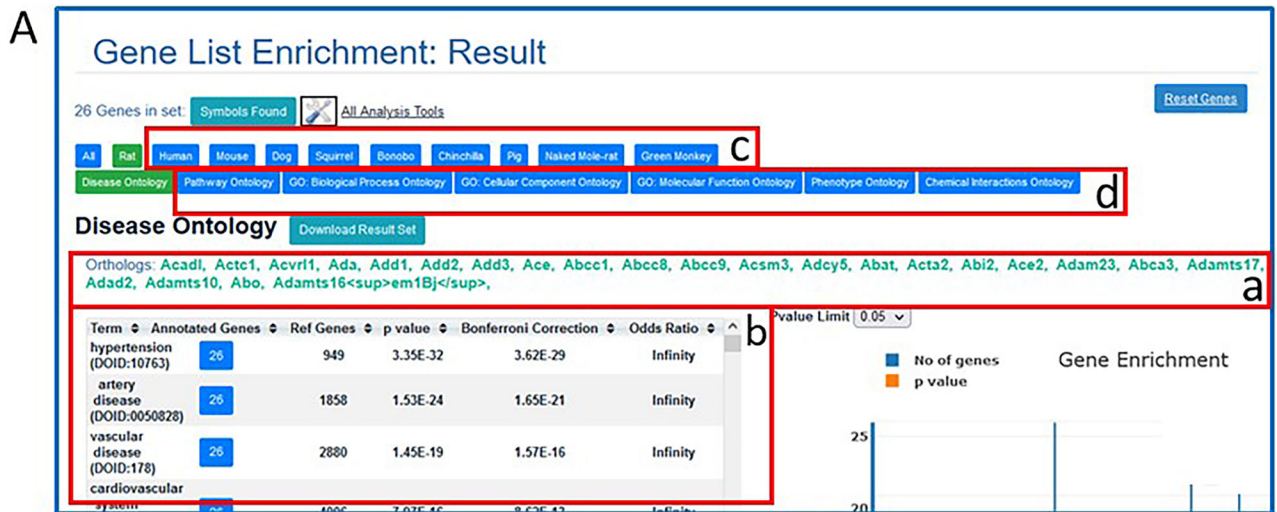 A
Gene List Enrichment: Result
26 Genes in set: Symbols Found All Analysis Tools Reset Genes
All Rat Human Mouse Dog Squirrel Bonobo Chinchilla Pig Naked Mole-rat Green Monkey c
Disease Ontology Pathway Ontology GO: Biological Process Ontology GO: Cellular Component Ontology GO: Molecular Function Ontology Phenotype Ontology Chemical Interactions Ontology d
Disease Ontology Download Result Set
Orthologs: Acadl, Actc1, Acvrl1, Ada, Add1, Add2, Add3, Ace, Abcc1, Abcc8, Abcc9, Acsm3, Adcy5, Abat, Acta2, Abi2, Ace2, Adam23, Abca3, Adamts17,
Adad2, Adamts10, Abo, Adamts16<sup>em1Bj</sup>, a
Term Annotated Genes Ref Genes p value Bonferroni Correction Odds Ratio b
Pvalue Limit 0.05
hypertension
(DOID:10763) 26 949 3.35E-32 3.62E-29 Infinity
artery
disease
(DOID:0050828) 26 1858 1.53E-24 1.65E-21 Infinity
vascular
disease
(DOID:178) 26 2880 1.45E-19 1.57E-16 Infinity
cardiovascular
system
No of genes
p value
Gene Enrichment
25
20